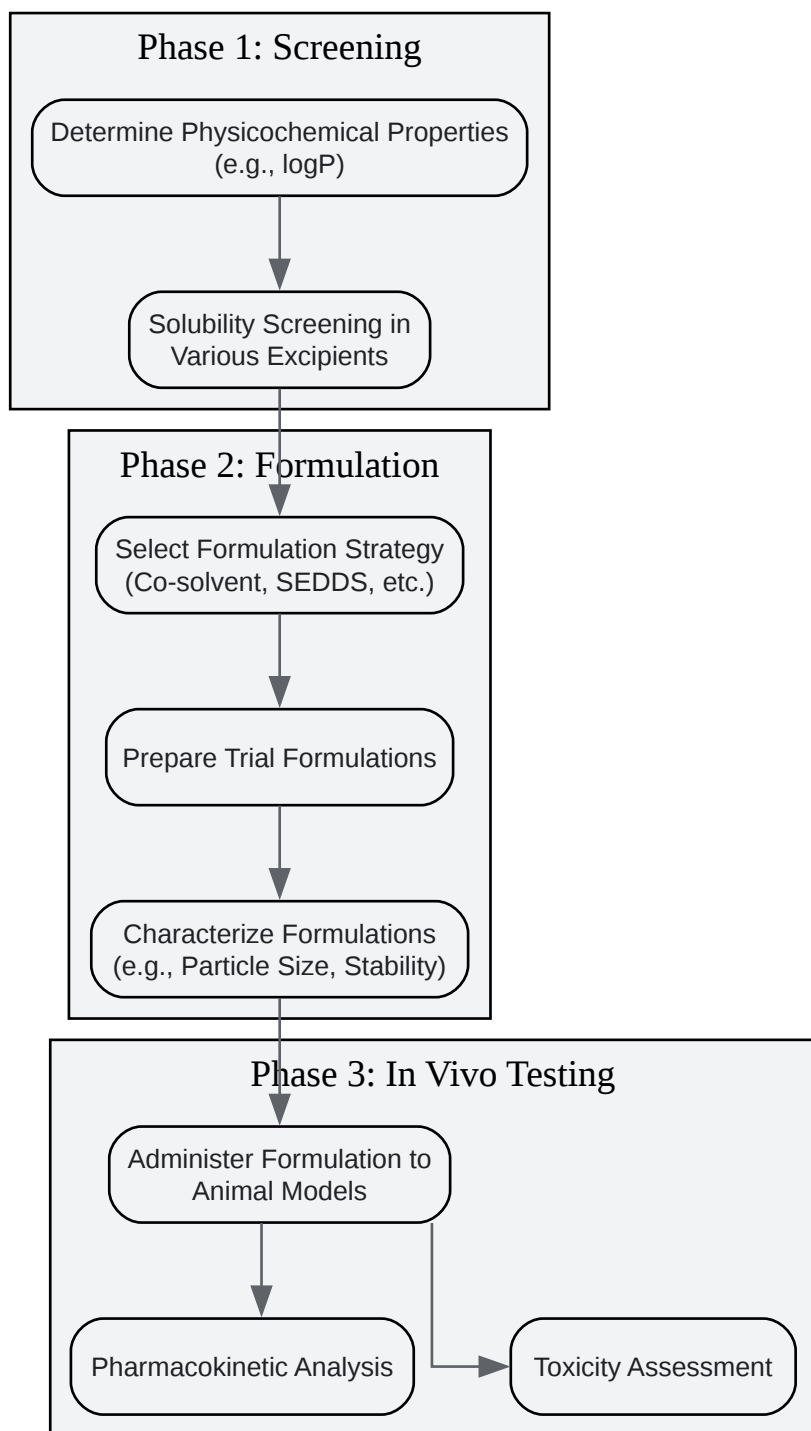 Phase 1: Screening
Determine Physicochemical Properties
(e.g., logP)
Solubility Screening in
Various Excipients
Phase 2: Formulation
Select Formulation Strategy
(Co-solvent, SEDDS, etc.)
Prepare Trial Formulations
Characterize Formulations
(e.g., Particle Size, Stability)
Phase 3: In Vivo Testing
Administer Formulation to
Animal Models
Pharmacokinetic Analysis
Toxicity Assessment